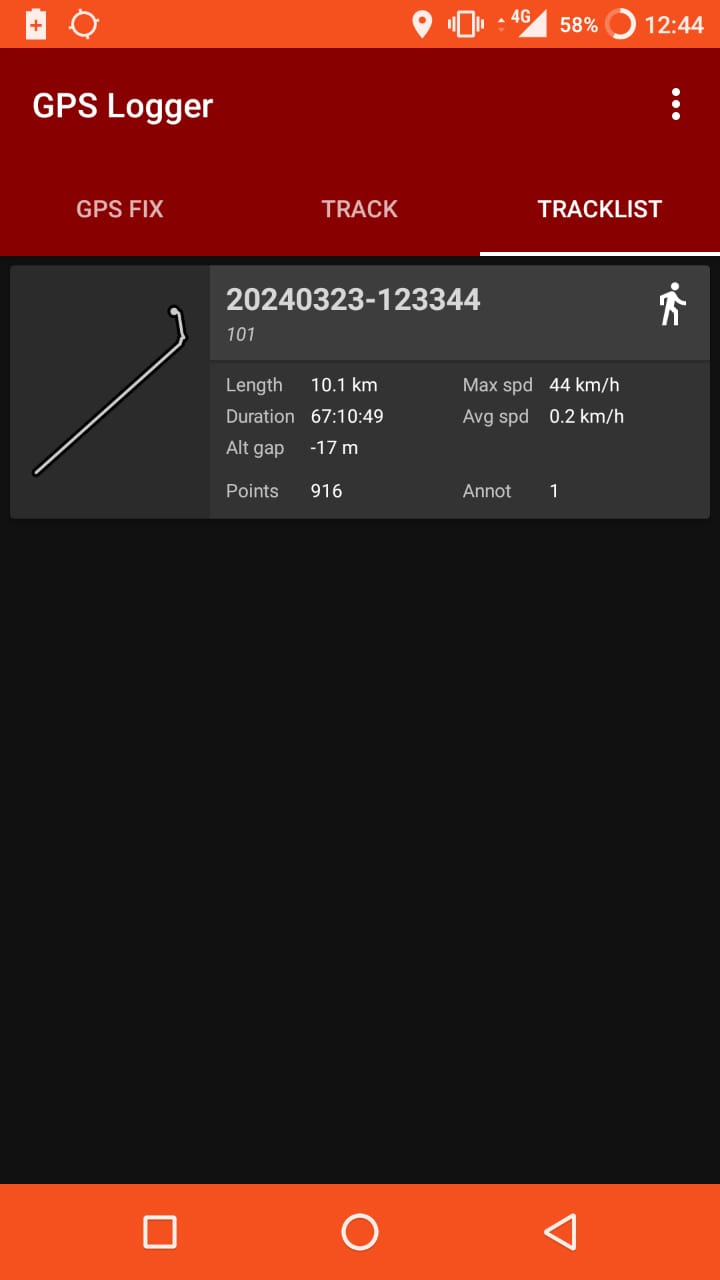 4G 58% 12:44
GPS Logger
GPS FIX TRACK TRACKLIST
20240323-123344
101
Length 10.1 km Max spd 44 km/h
Duration 67:10:49 Avg spd 0.2 km/h
Alt gap -17 m
Points 916 Annot 1